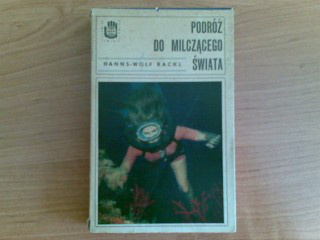 PODRÓŻ
DO MILCZĄCEGO
HANNS-WOLF RACKL
ŚWIATA